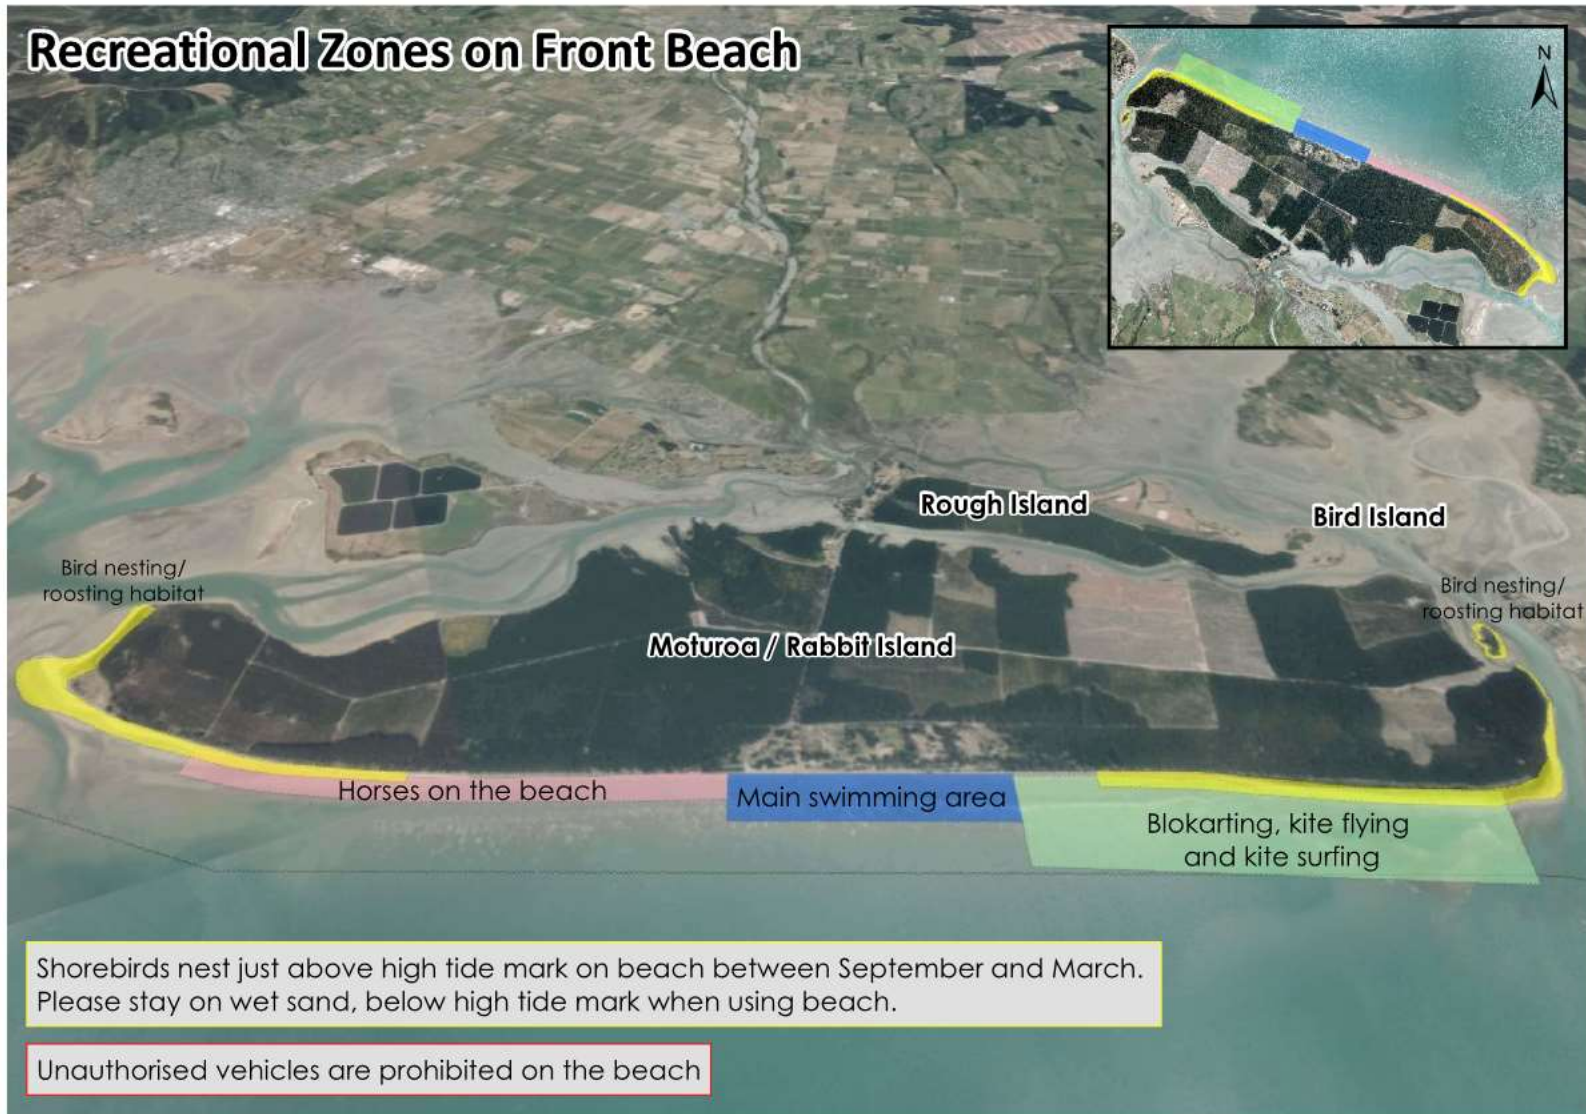 Recreational Zones on Front Beach
N
Rough Island
Bird Island
Bird nesting/
roosting habitat
Bird nesting/
roosting habitat
Moturoa / Rabbit Island
Horses on the beach
Main swimming area
Blokarting, kite flying
and kite surfing
Shorebirds nest just above high tide mark on beach between September and March.
Please stay on wet sand, below high tide mark when using beach.
Unauthorised vehicles are prohibited on the beach